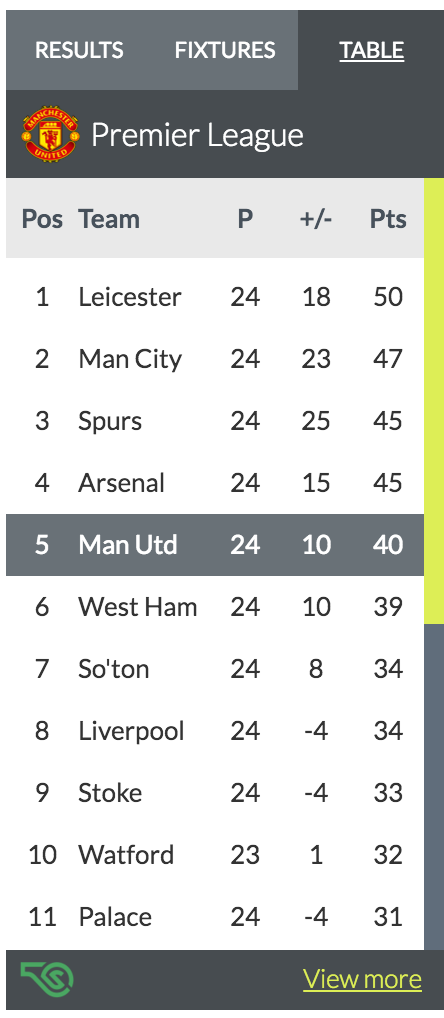 RESULTS FIXTURES TABLE
MANCHESTER
UNITED
Premier League
Pos Team P +/- Pts
1 Leicester 24 18 50
2 Man City 24 23 47
3 Spurs 24 25 45
4 Arsenal 24 15 45
5 Man Utd 24 10 40
6 West Ham 24 10 39
7 So'ton 24 8 34
8 Liverpool 24 -4 34
9 Stoke 24 -4 33
10 Watford 23 1 32
11 Palace 24 -4 31
View more